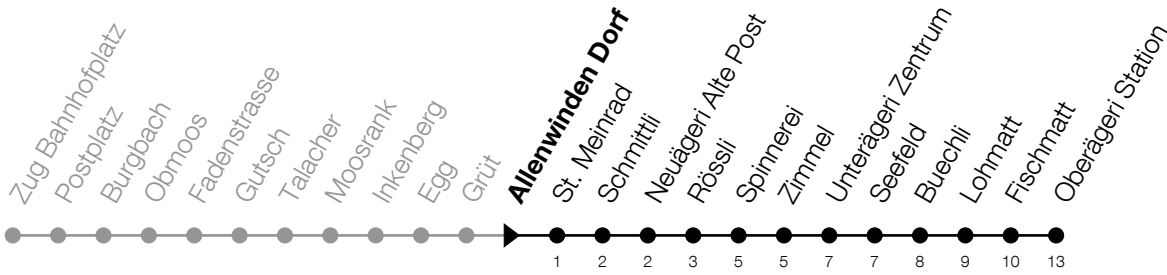 Zug Bahnhofplatz
Postplatz
Burgbach
Obmoos
Fadenstrasse
Gutsch
Talacher
Moosrank
Inkenberg
Egg
Grüt
Allenwinden Dorf
St. Meinrad
Schmittli
Neuägeri Alte Post
Rössli
Spinnerei
Zimmel
Unterägeri Zentrum
Seefeld
Buechli
Lohmatt
Fischmatt
Oberägeri Station
1 2 2 3 5 5 7 7 8 9 10 13